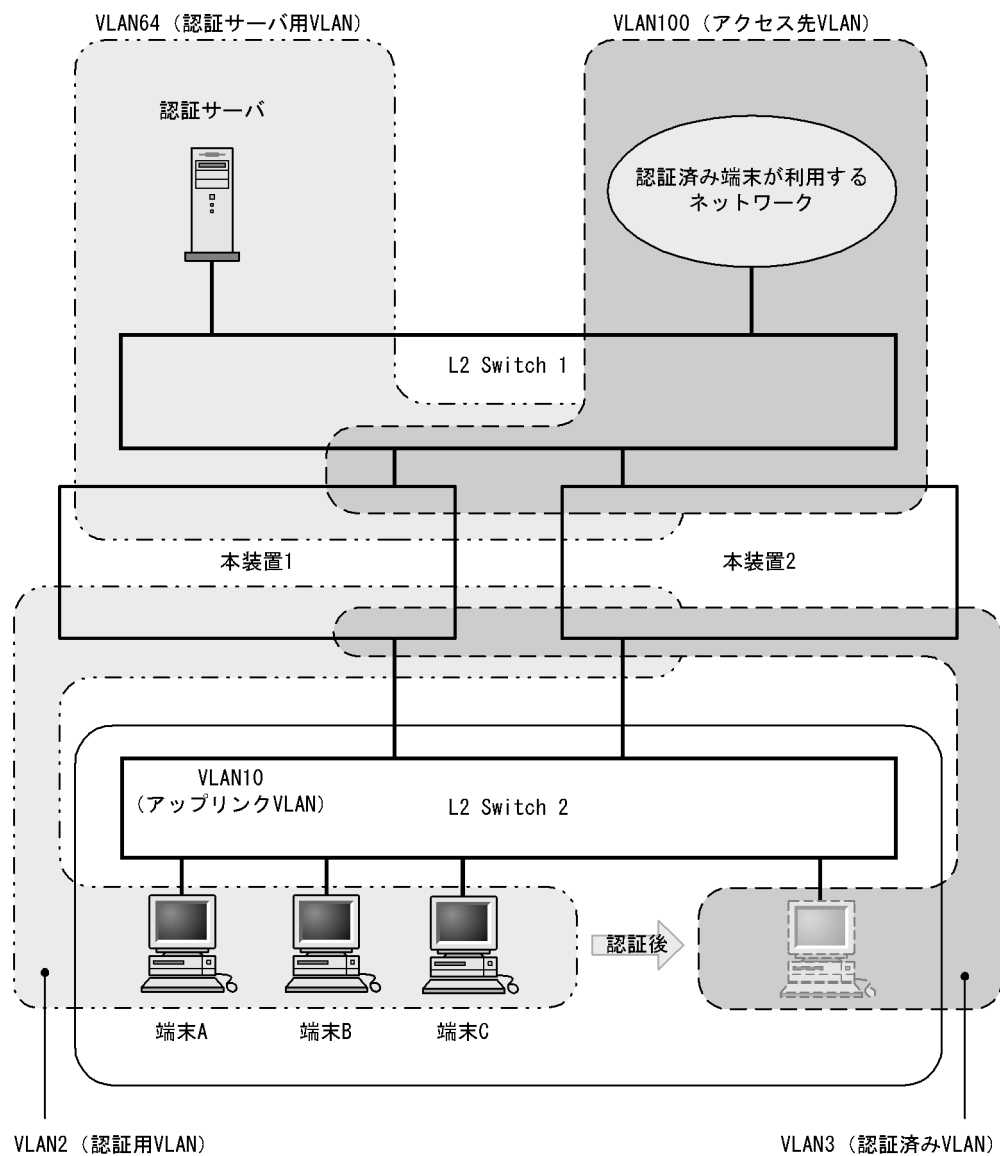 VLAN64（認証サーバ用VLAN）
VLAN100（アクセス先VLAN）
認証サーバ
認証済み端末が利用する
ネットワーク
L2 Switch 1
本装置1
本装置2
VLAN10
（アップリンクVLAN）
L2 Switch 2
認証後
端末A
端末B
端末C
VLAN2（認証用VLAN）
VLAN3（認証済みVLAN）